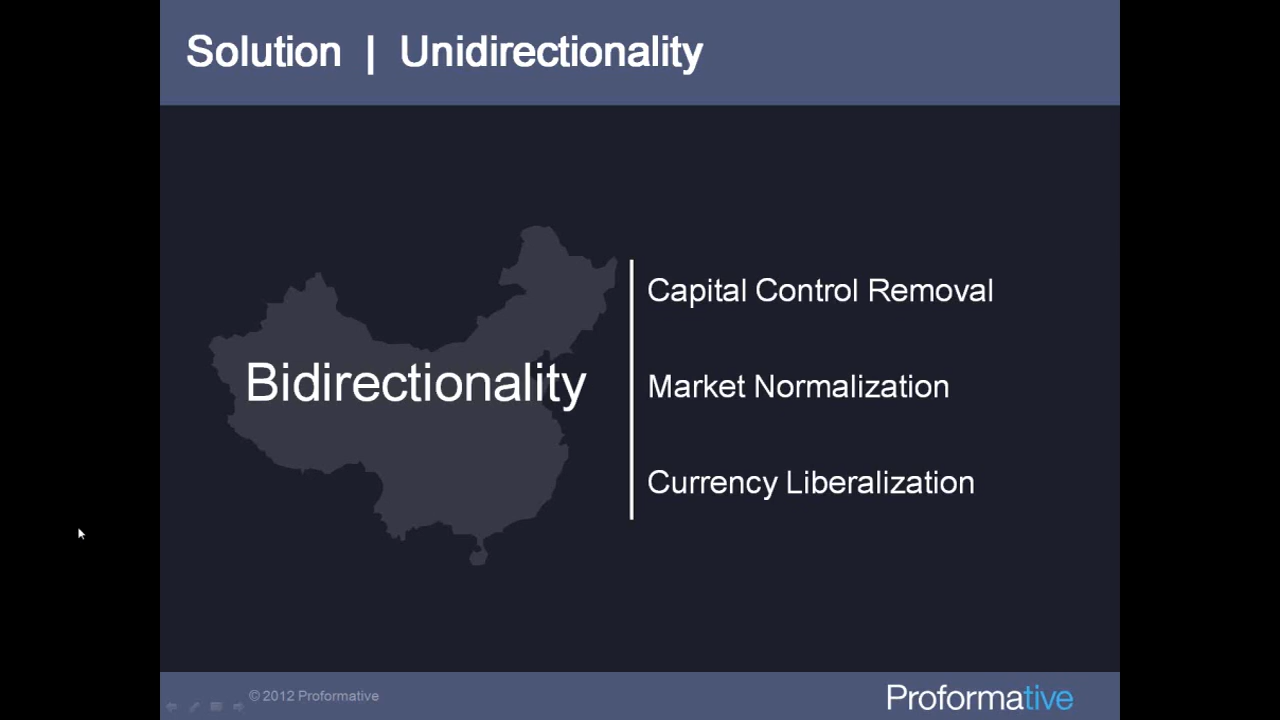 Solution | Unidirectionality
Bidirectionality
Capital Control Removal
Market Normalization
Currency Liberalization
© 2012 Proformative
Proformative